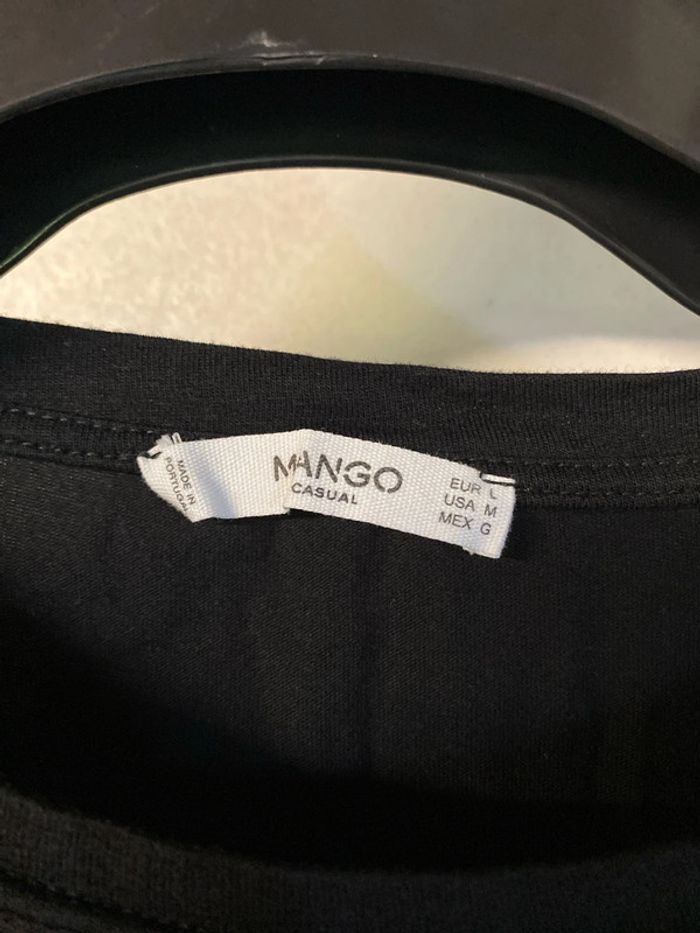 MADE IN
PORTUGAL
MANGO
CASUAL
EUR L
USA M
MEX G